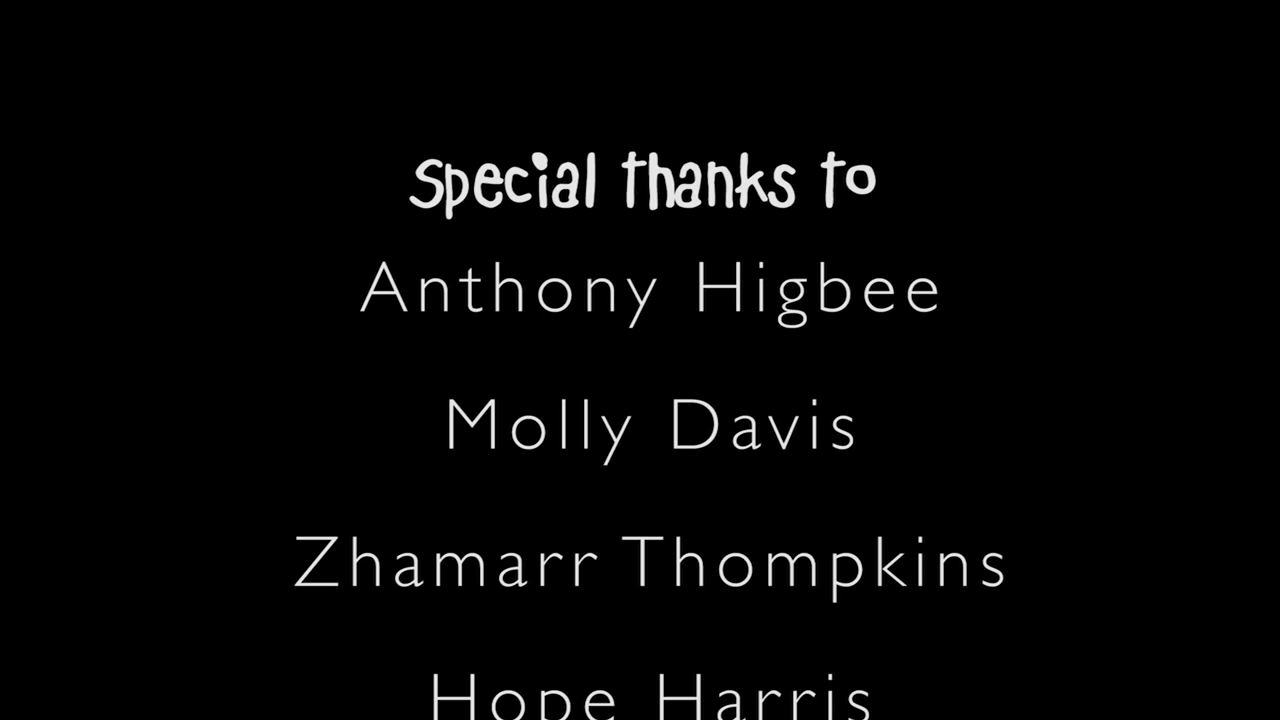 special thanks to
Anthony Higbee
Molly Davis
Zhamarr Thompkins
Hope Harris